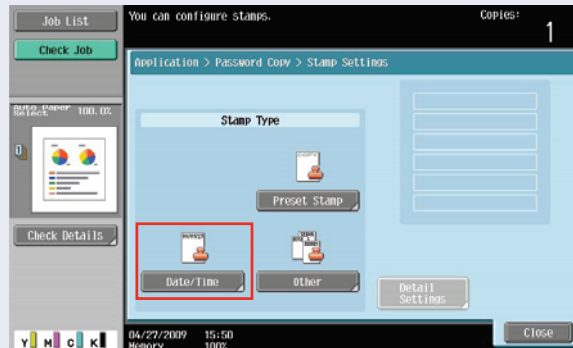 Job List
You can configure stamps.
Copies:
1
Check Job
Application > Password Copy > Stamp Settings
Auto Paper Select
100.0%
Stamp Type
Preset Stamp
Check Details
Date/Time
Other
Detail
Settings
Close
04/27/2009 15:50
Memory 100%
Y M C K